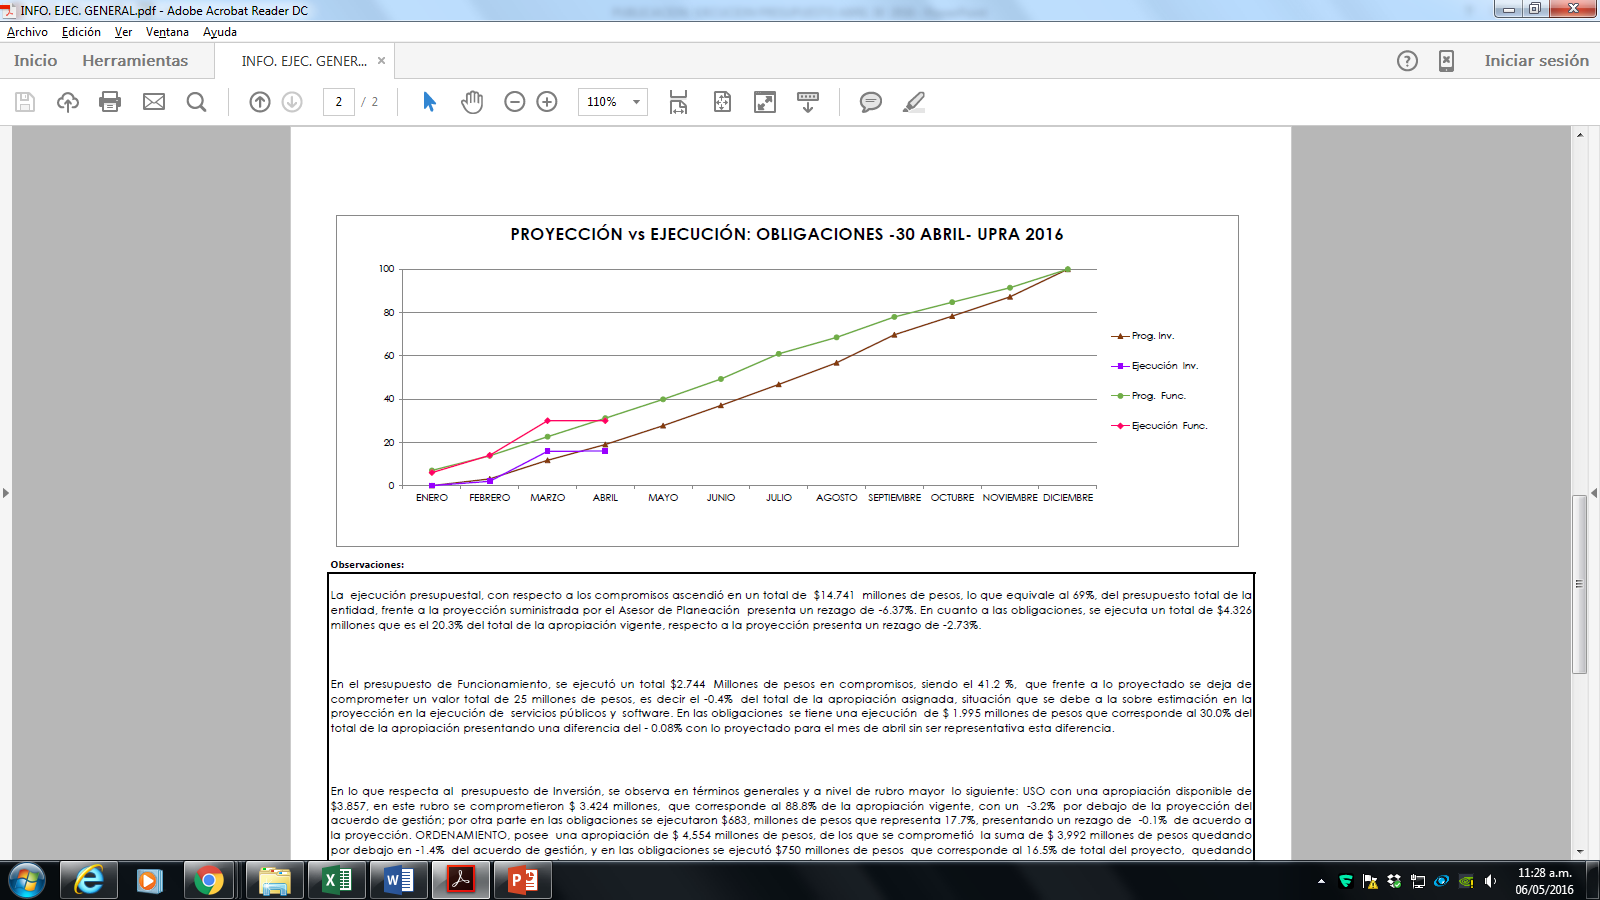 INFO. EJEC. GENERAL.pdf - Adobe Acrobat Reader DC
Archivo Edición Ver Ventana Ayuda
Inicio Herramientas INFO. EJEC. GENER... × Iniciar sesión
2 / 2 110%
PROYECCIÓN vs EJECUCIÓN: OBLIGACIONES -30 ABRIL- UPRA 2016
100
80
60
40
20
0
ENERO FEBRERO MARZO ABRIL MAYO JUNIO JULIO AGOSTO SEPTIEMBRE OCTUBRE NOVIEMBRE DICIEMBRE
Prog. Inv.
Ejecución Inv.
Prog. Func.
Ejecución Func.
Observaciones:
La ejecución presupuestal, con respecto a los compromisos ascendió en un total de $14.741 millones de pesos, lo que equivale al 69%, del presupuesto total de la
entidad, frente a la proyección suministrada por el Asesor de Planeación presenta un rezago de -6.37%. En cuanto a las obligaciones, se ejecuta un total de $4.326
millones que es el 20.3% del total de la apropiación vigente, respecto a la proyección presenta un rezago de -2.73%.
En el presupuesto de Funcionamiento, se ejecutó un total $2.744 Millones de pesos en compromisos, siendo el 41.2 %, que frente a lo proyectado se deja de
comprometer un valor total de 25 millones de pesos, es decir el -0.4% del total de la apropiación asignada, situación que se debe a la sobre estimación en la
proyección en la ejecución de servicios públicos y software. En las obligaciones se tiene una ejecución de $ 1.995 millones de pesos que corresponde al 30.0% del
total de la apropiación presentando una diferencia del - 0.08% con lo proyectado para el mes de abril sin ser representativa esta diferencia.
En lo que respecta al presupuesto de Inversión, se observa en términos generales y a nivel de rubro mayor lo siguiente: USO con una apropiación disponible de
$3.857, en este rubro se comprometieron $ 3.424 millones, que corresponde al 88.8% de la apropiación vigente, con un -3.2% por debajo de la proyección del
acuerdo de gestión; por otra parte en las obligaciones se ejecutaron $683, millones de pesos que representa 17.7%, presentando un rezago de -0.1% de acuerdo a
la proyección. ORDENAMIENTO, posee una apropiación de $ 4,554 millones de pesos, de los que se comprometió la suma de $ 3,992 millones de pesos quedando
por debajo en -1.4% del acuerdo de gestión, y en las obligaciones se ejecutó $750 millones de pesos que corresponde al 16.5% de total del proyecto, quedando
11:28 a.m.
06/05/2016